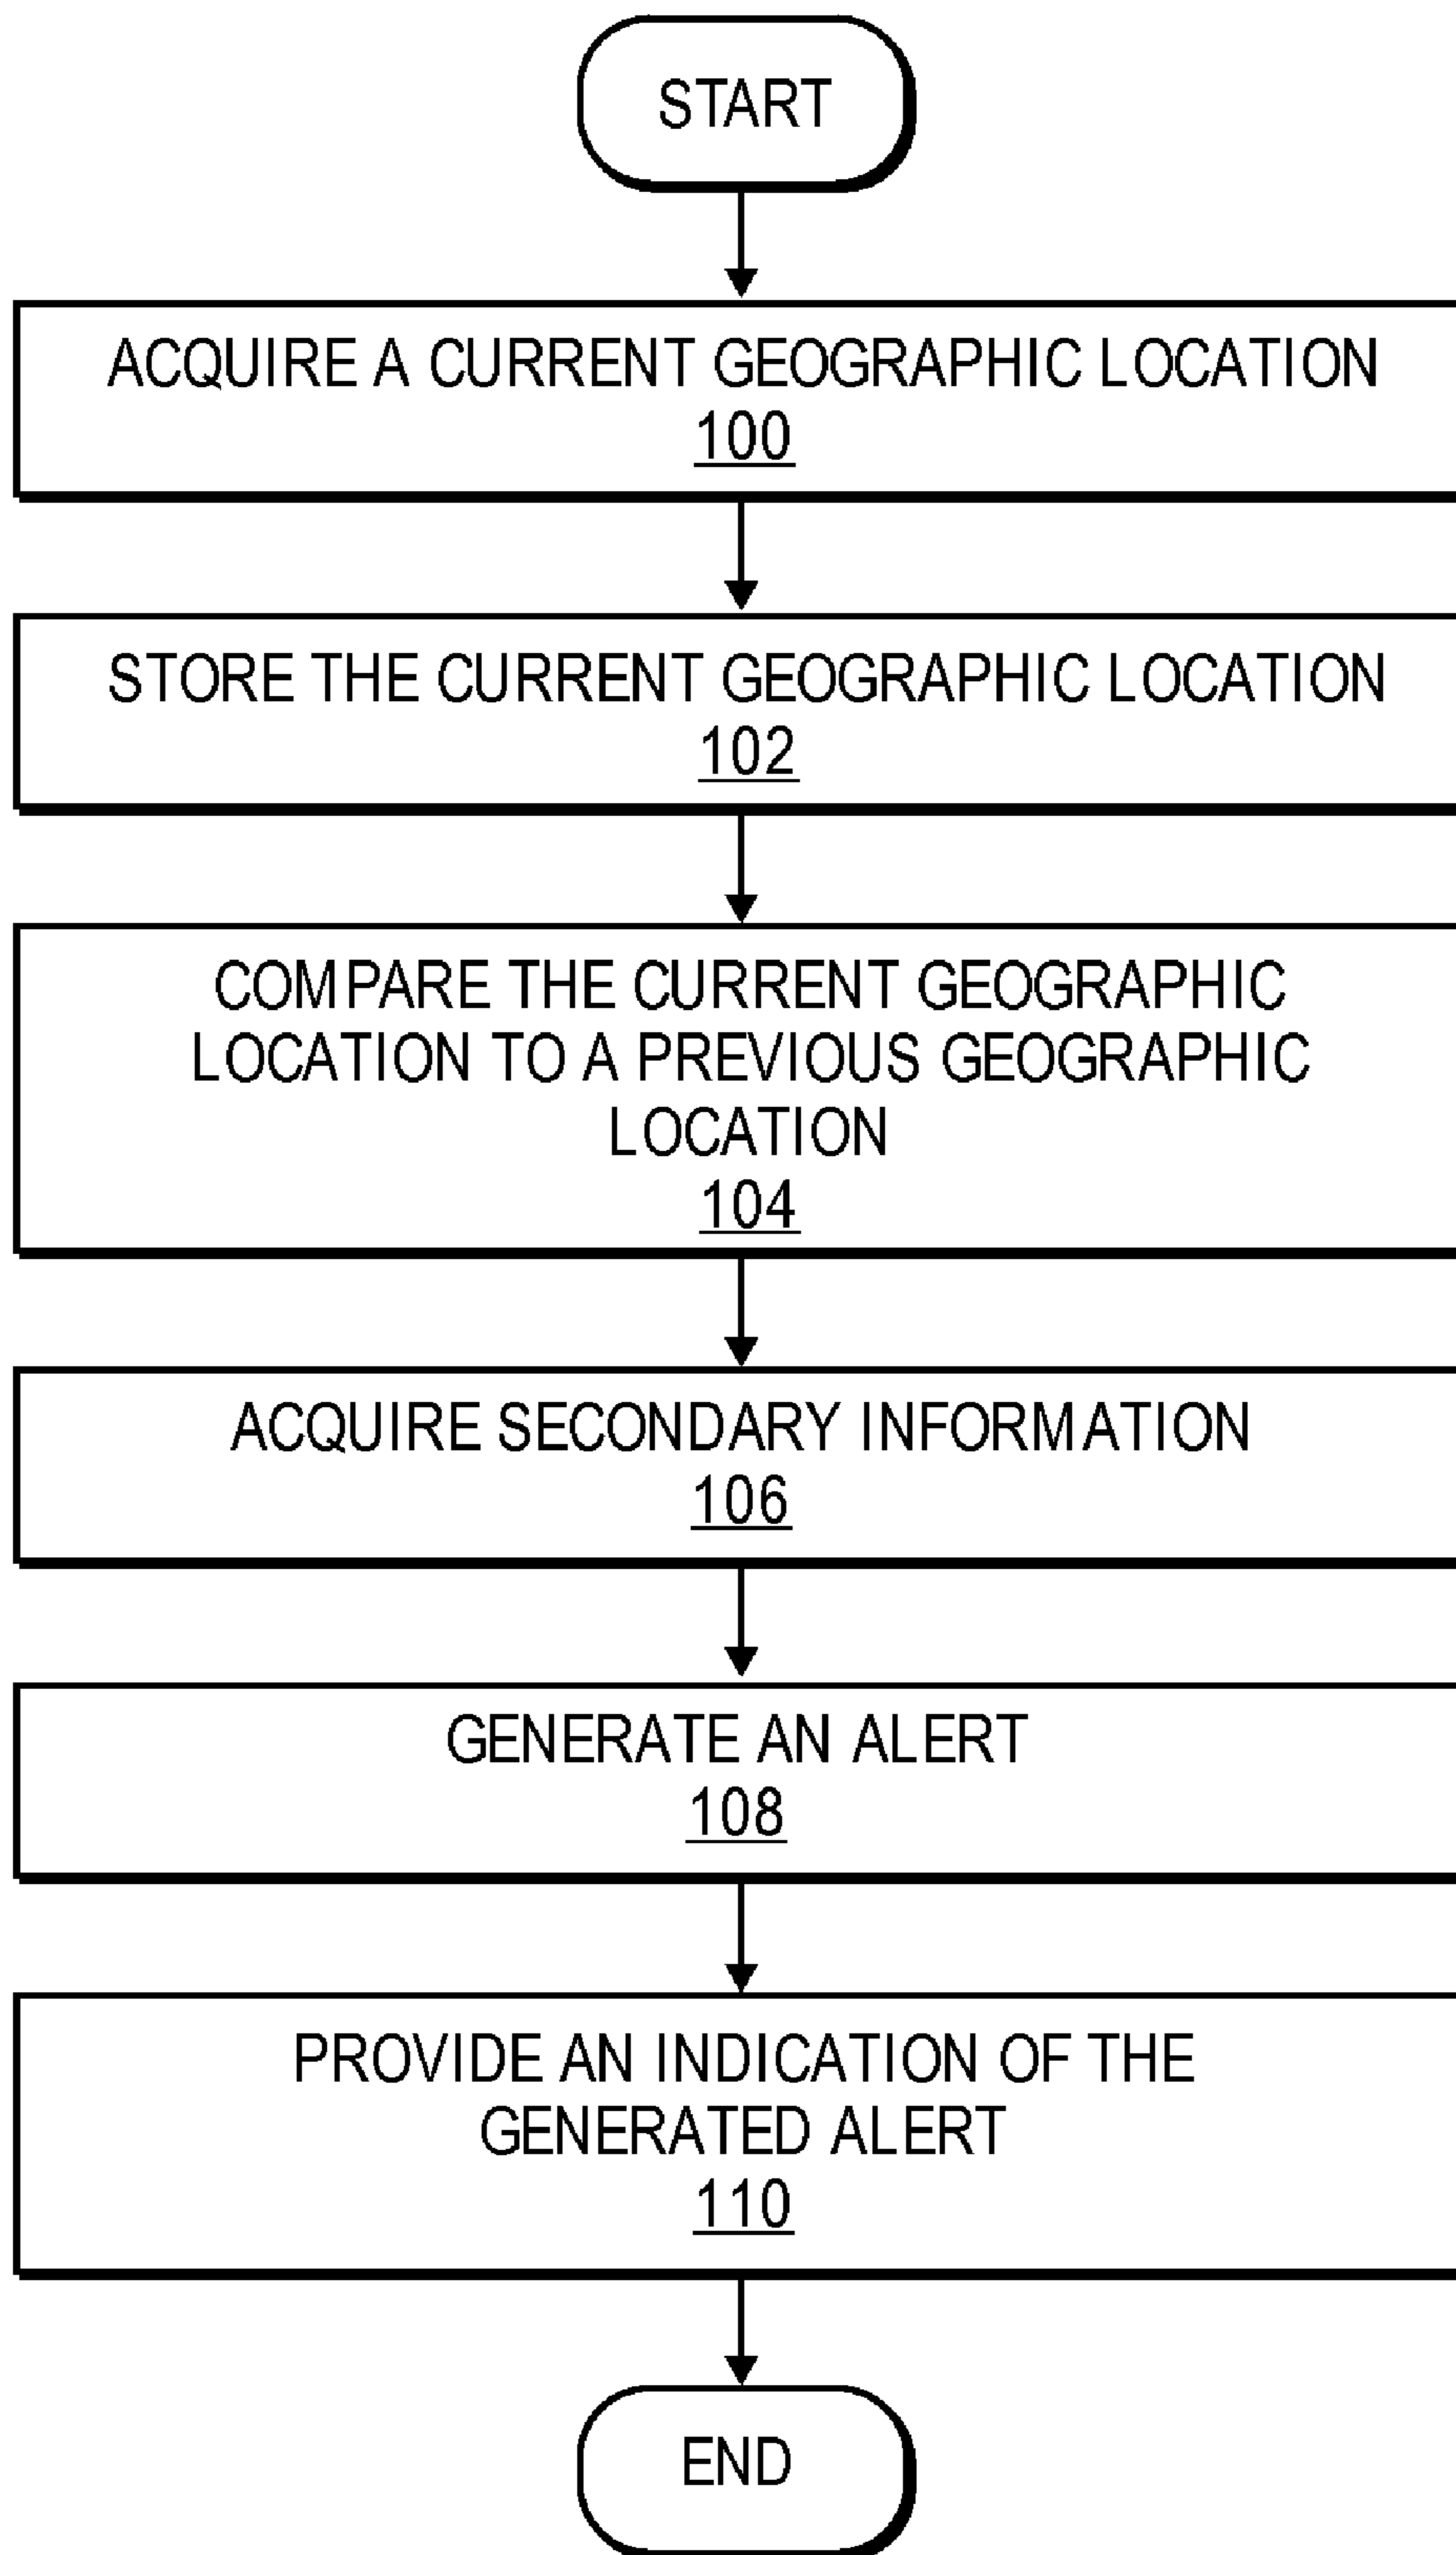 START
ACQUIRE A CURRENT GEOGRAPHIC LOCATION
100
STORE THE CURRENT GEOGRAPHIC LOCATION
102
COMPARE THE CURRENT GEOGRAPHIC
LOCATION TO A PREVIOUS GEOGRAPHIC
LOCATION
104
ACQUIRE SECONDARY INFORMATION
106
GENERATE AN ALERT
108
PROVIDE AN INDICATION OF THE
GENERATED ALERT
110
END